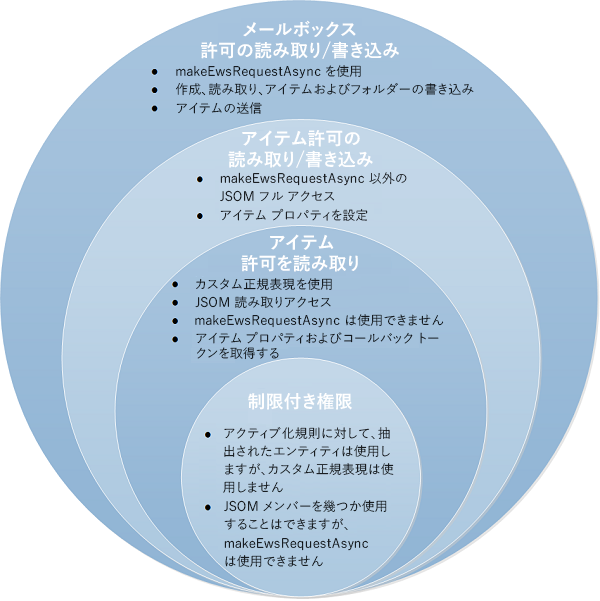 メールボックス
許可の読み取り/書き込み
● makeEwsRequestAsync を使用
● 作成、読み取り、アイテムおよびフォルダーの書き込み
● アイテムの送信
アイテム許可の
読み取り/書き込み
● makeEwsRequestAsync 以外の
JSOM フル アクセス
● アイテム プロパティを設定
アイテム
許可を読み取り
● カスタム正規表現を使用
● JSOM 読み取りアクセス
● makeEwsRequestAsync は使用できません
● アイテム プロパティおよびコールバック トー
クンを取得する
制限付き権限
● アクティブ化規則に対して、抽
出されたエンティティは使用し
ますが、カスタム正規表現は使
用しません
● JSOM メンバーを幾つか使用
することはできますが、
makeEwsRequestAsync
は使用できません